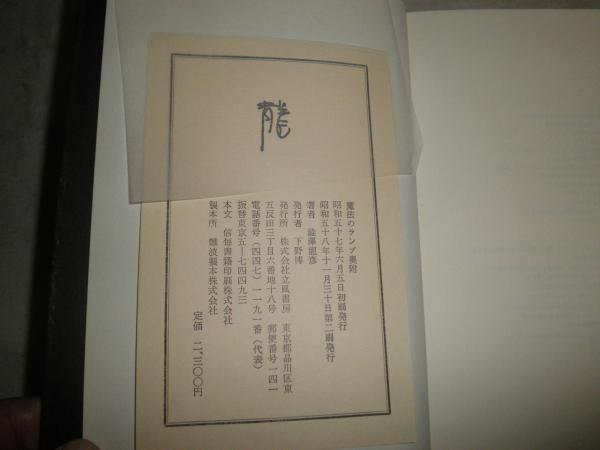 龍
魔法のランプ奥附
昭和五十七年六月五日初刷発行
昭和五十八年十一月三十日第二刷発行
著者 澁澤龍彦
発行者 下野博
発行所 株式会社立風書房 東京都品川区東
五反田三丁目六番地十八号 郵便番号一四一
電話番号(四四七)一一九一番(代表)
振替東京五―七四四九三
本文 信毎書籍印刷株式会社
製本所 難波製本株式会社
定価 二、三〇〇円